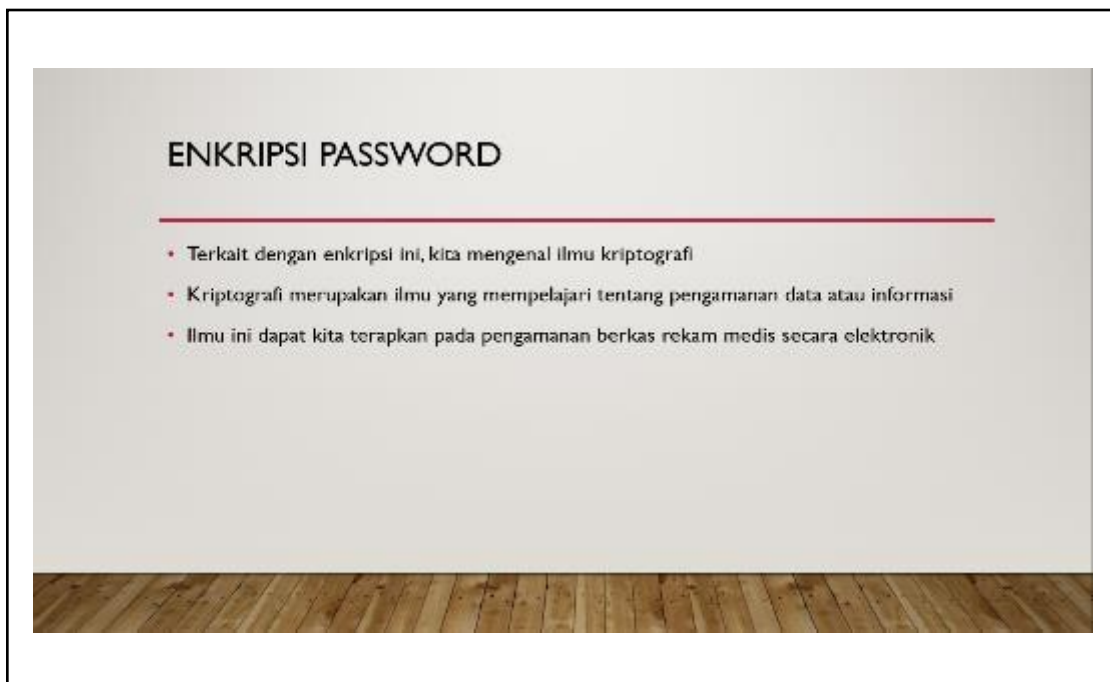 ENKRIPSI PASSWORD
• Terkait dengan enkripsi ini, kita mengenal ilmu kriptografi
• Kriptografi merupakan ilmu yang mempelajari tentang pengamanan data atau informasi
• Ilmu ini dapat kita terapkan pada pengamanan berkas rekam medis secara elektronik